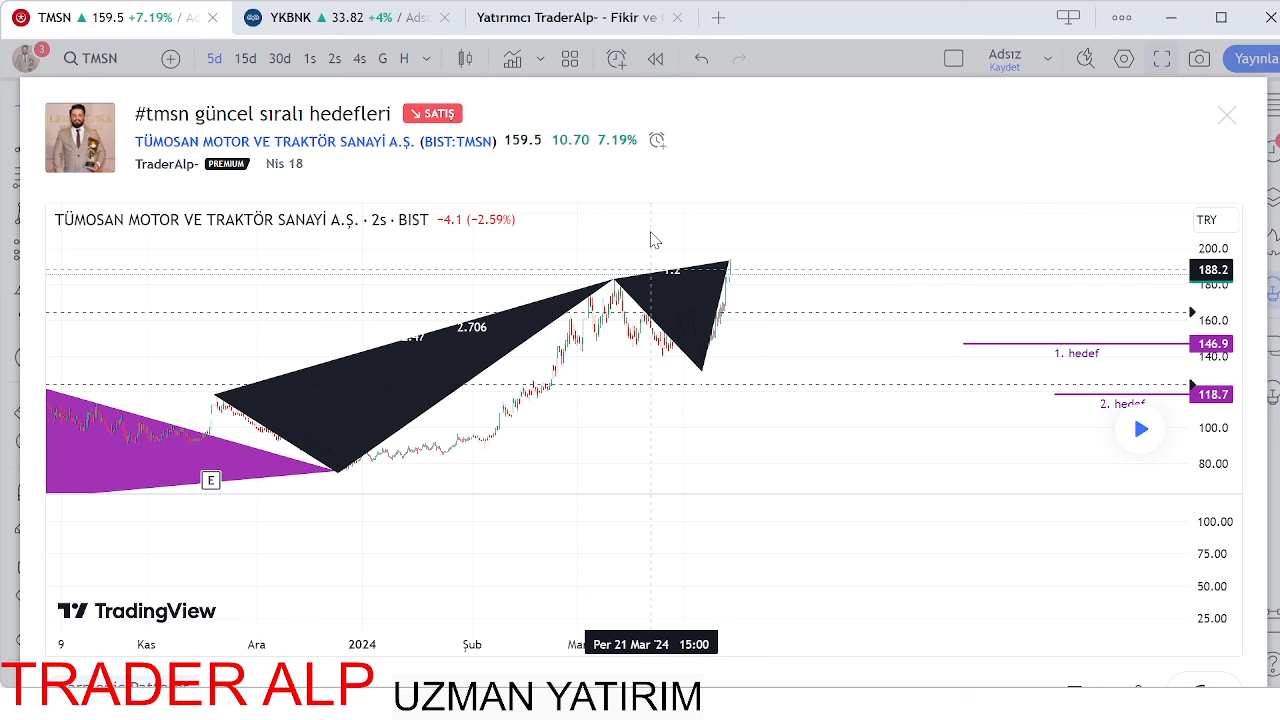 TMSN ▲ 159.5 +7.19% / Ad
YKBNK ▲ 33.82 +4% / Adsı
Yatırımcı TraderAlp- - Fikir ve
3
TMSN
5d 15d 30d 1s 2s 4s G H
Adsız
Kaydet
Yayınla
#tmsn güncel sıralı hedefleri
SATIŞ
TÜMOSAN MOTOR VE TRAKTÖR SANAYİ A.Ş. (BIST:TMSN) 159.5 10.70 7.19%
TraderAlp- PREMIUM Nis 18
TÜMOSAN MOTOR VE TRAKTÖR SANAYİ A.Ş. · 2s · BIST −4.1 (−2.59%)
TRY
200.0
188.2
180.0
160.0
146.9
140.0
118.7
100.0
80.00
2.706
1. hedef
2. hedef
E
100.00
75.00
50.00
25.00
TradingView
9 Kas Ara 2024 Şub Mar
Per 21 Mar '24 15:00
TRADER ALP UZMAN YATIRIM